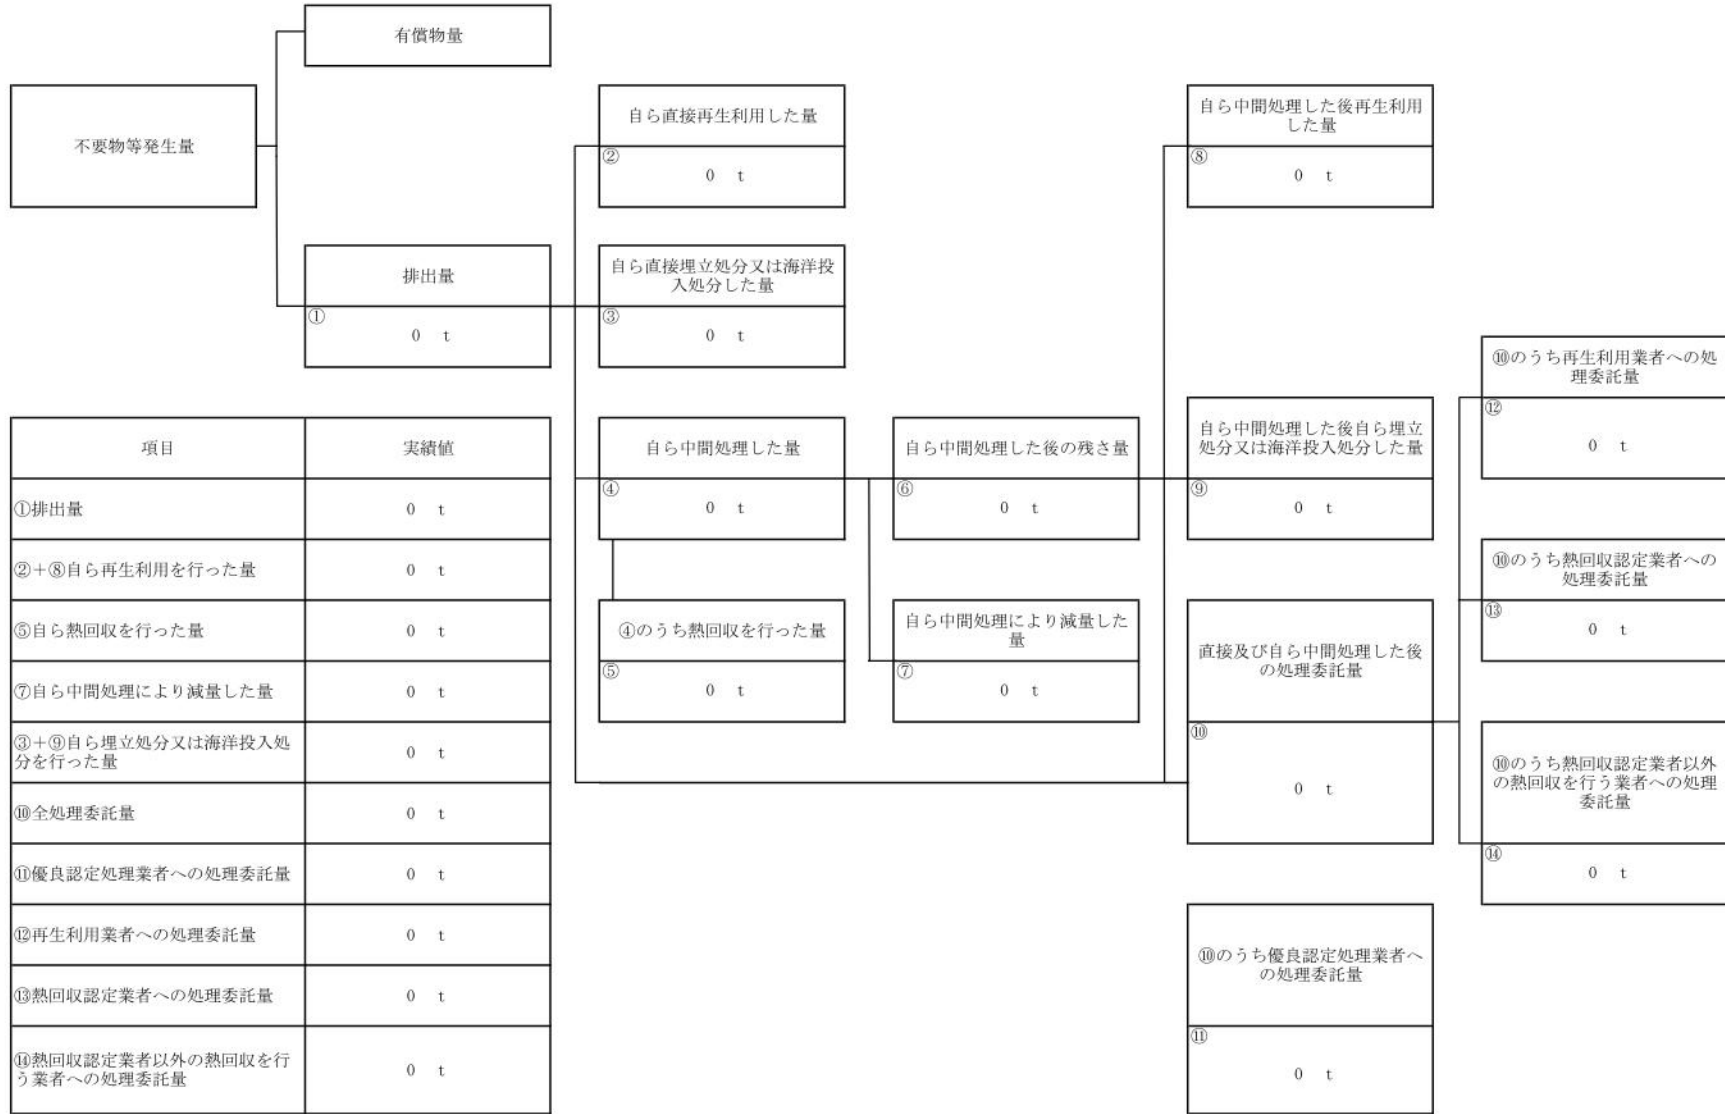 有償物量
不要物等発生量
自ら直接再生利用した量
②
0 t
自ら中間処理した後再生利用
した量
⑧
0 t
排出量
①
0 t
自ら直接埋立処分又は海洋投
入処分した量
③
0 t
⑩のうち再生利用業者への処
理委託量
⑫
0 t
項目
実績値
①排出量
0 t
②+⑧自ら再生利用を行った量
0 t
⑤自ら熱回収を行った量
0 t
⑦自ら中間処理により減量した量
0 t
③+⑨自ら埋立処分又は海洋投入処
分を行った量
0 t
⑩全処理委託量
0 t
⑪優良認定処理業者への処理委託量
0 t
⑫再生利用業者への処理委託量
0 t
⑬熱回収認定業者への処理委託量
0 t
⑭熱回収認定業者以外の熱回収を行
う業者への処理委託量
0 t
自ら中間処理した量
④
0 t
自ら中間処理した後の残さ量
⑥
0 t
自ら中間処理した後自ら埋立
処分又は海洋投入処分した量
⑨
0 t
⑩のうち熱回収認定業者への
処理委託量
⑬
0 t
④のうち熱回収を行った量
⑤
0 t
自ら中間処理により減量した
量
⑦
0 t
直接及び自ら中間処理した後
の処理委託量
⑩
0 t
⑩のうち熱回収認定業者以外
の熱回収を行う業者への処理
委託量
⑭
0 t
⑩のうち優良認定処理業者へ
の処理委託量
⑪
0 t